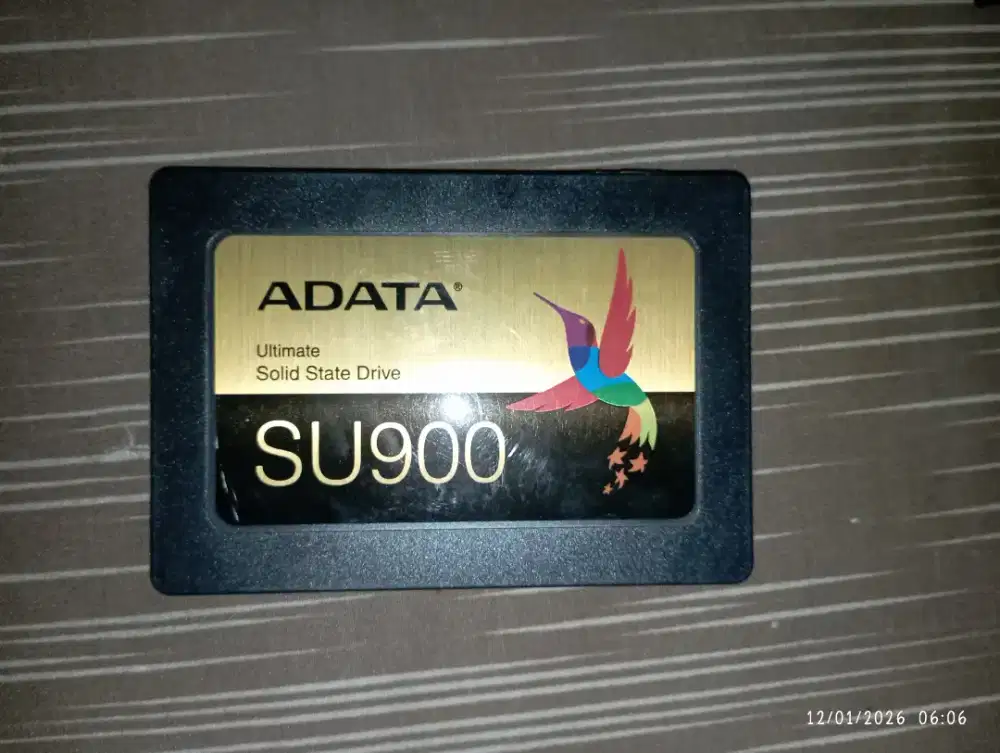 ADATA®
Ultimate
Solid State Drive
SU900
12/01/2026 06:06